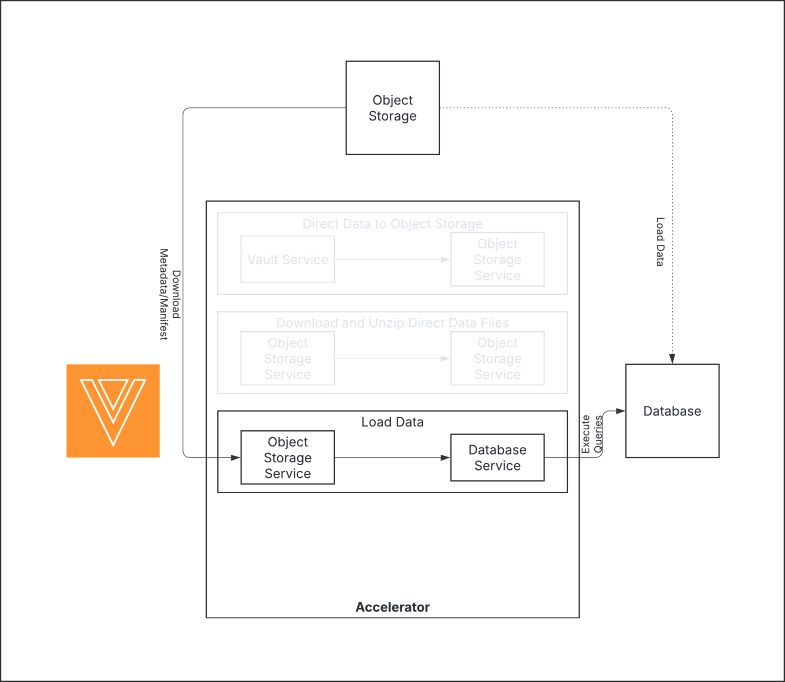 Object
Storage
Direct Data to Object Storage
Vault Service
Object
Storage
Service
Load Data
Download
Metadata/Manifest
Download and Unzip Direct Data Files
Object
Storage
Service
Object
Storage
Service
Load Data
Object
Storage
Service
Database
Service
Execute
Queries
Database
Accelerator